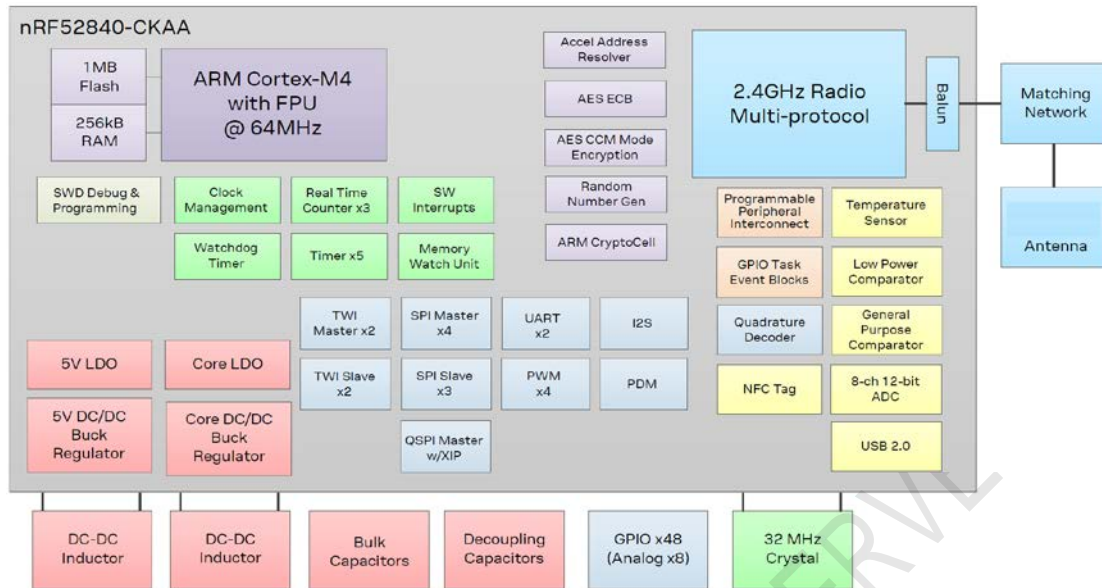 nRF52840-CKAA
1MB
Flash
256kB
RAM
ARM Cortex-M4
with FPU
@ 64MHz
Accel Address
Resolver
AES ECB
AES CCM Mode
Encryption
Random
Number Gen
ARM CryptoCell
2.4GHz Radio
Multi-protocol
Balun
Matching
Network
Antenna
SWD Debug &
Programming
Clock
Management
Real Time
Counter x3
SW
Interrupts
Watchdog
Timer
Timer x5
Memory
Watch Unit
Programmable
Peripheral
Interconnect
Temperature
Sensor
GPIO Task
Event Blocks
Low Power
Comparator
Quadrature
Decoder
General
Purpose
Comparator
NFC Tag
8-ch 12-bit
ADC
USB 2.0
TWI
Master x2
SPI Master
x4
UART
x2
I2S
TWI Slave
x2
SPI Slave
x3
PWM
x4
PDM
QSPI Master
w/XIP
5V LDO
Core LDO
5V DC/DC
Buck
Regulator
Core DC/DC
Buck
Regulator
DC-DC
Inductor
DC-DC
Inductor
Bulk
Capacitors
Decoupling
Capacitors
GPIO x48
(Analog x8)
32 MHz
Crystal